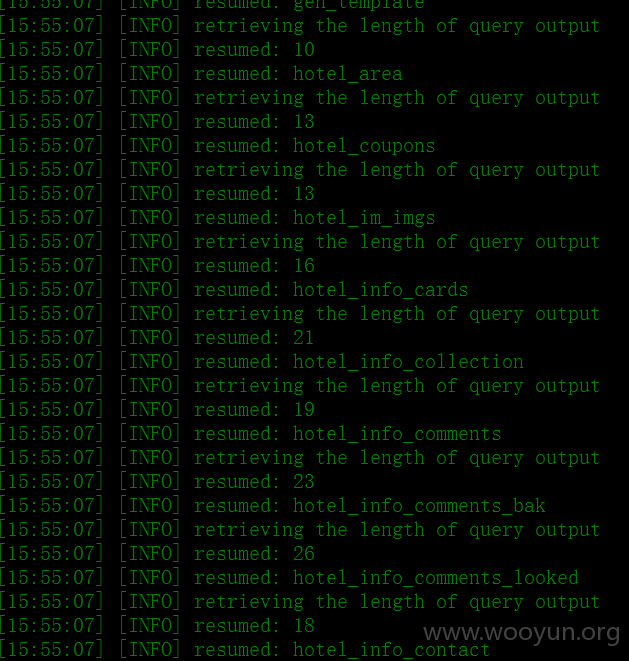 [15:55:07] [INFO] resumed: gen_template
[15:55:07] [INFO] retrieving the length of query output
[15:55:07] [INFO] resumed: 10
[15:55:07] [INFO] resumed: hotel_area
[15:55:07] [INFO] retrieving the length of query output
[15:55:07] [INFO] resumed: 13
[15:55:07] [INFO] resumed: hotel_coupons
[15:55:07] [INFO] retrieving the length of query output
[15:55:07] [INFO] resumed: 13
[15:55:07] [INFO] resumed: hotel_im_imgs
[15:55:07] [INFO] retrieving the length of query output
[15:55:07] [INFO] resumed: 16
[15:55:07] [INFO] resumed: hotel_info_cards
[15:55:07] [INFO] retrieving the length of query output
[15:55:07] [INFO] resumed: 21
[15:55:07] [INFO] resumed: hotel_info_collection
[15:55:07] [INFO] retrieving the length of query output
[15:55:07] [INFO] resumed: 19
[15:55:07] [INFO] resumed: hotel_info_comments
[15:55:07] [INFO] retrieving the length of query output
[15:55:07] [INFO] resumed: 23
[15:55:07] [INFO] resumed: hotel_info_comments_bak
[15:55:07] [INFO] retrieving the length of query output
[15:55:07] [INFO] resumed: 26
[15:55:07] [INFO] resumed: hotel_info_comments_looked
[15:55:07] [INFO] retrieving the length of query output
[15:55:07] [INFO] resumed: 18
[15:55:07] [INFO] resumed: hotel_info_contact
www.wooyun.org